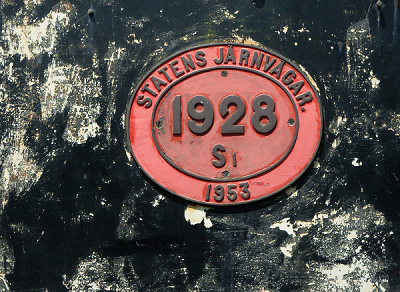 STATENS JÄRNVÄGAR.
1928
S1
1953